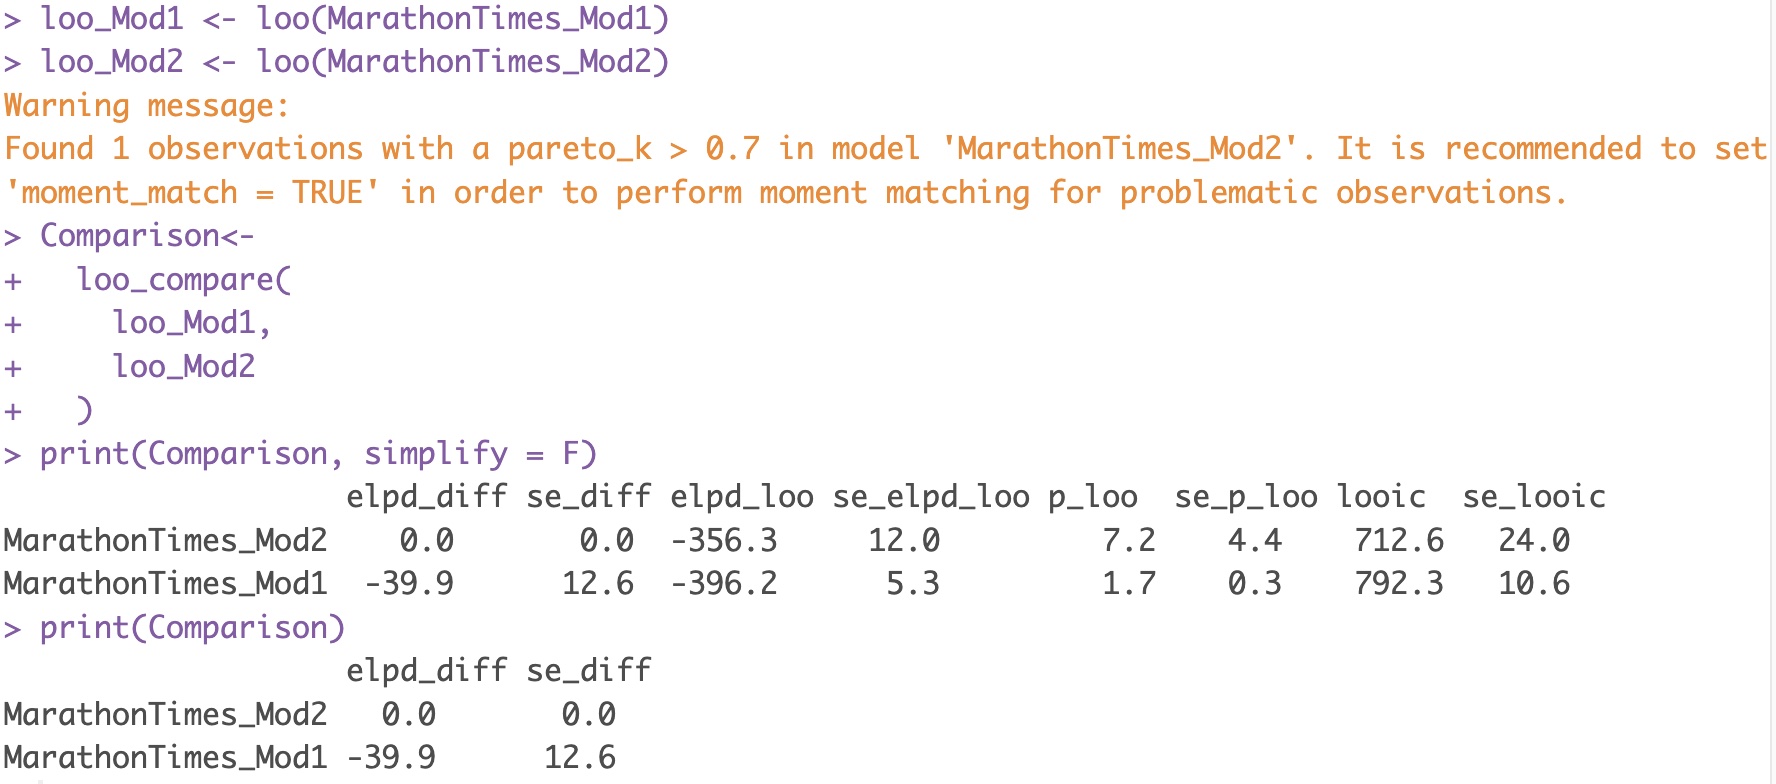 > loo_Mod1 <- loo(MarathonTimes_Mod1)
> loo_Mod2 <- loo(MarathonTimes_Mod2)
Warning message:
Found 1 observations with a pareto_k > 0.7 in model 'MarathonTimes_Mod2'. It is recommended to set
'moment_match = TRUE' in order to perform moment matching for problematic observations.
> Comparison<-
+   loo_compare(
+     loo_Mod1,
+     loo_Mod2
+   )
> print(Comparison, simplify = F)
                   elpd_diff se_diff elpd_loo se_elpd_loo p_loo  se_p_loo looic  se_looic
MarathonTimes_Mod2    0.0       0.0  -356.3     12.0         7.2    4.4    712.6   24.0
MarathonTimes_Mod1  -39.9      12.6  -396.2      5.3         1.7    0.3    792.3   10.6
> print(Comparison)
                   elpd_diff se_diff
MarathonTimes_Mod2   0.0       0.0
MarathonTimes_Mod1 -39.9      12.6